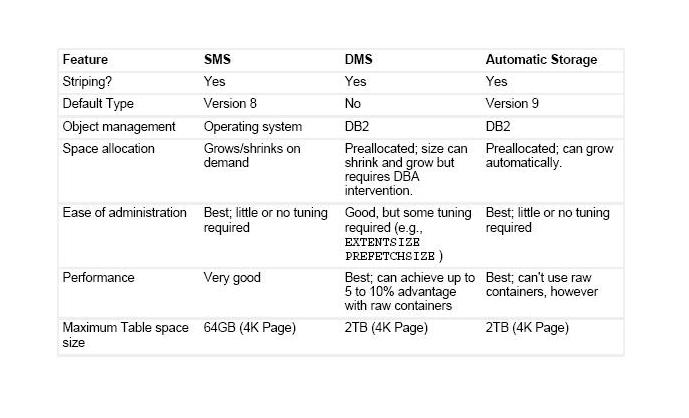 Feature SMS DMS Automatic Storage
Striping? Yes Yes Yes
Default Type Version 8 No Version 9
Object management Operating system DB2 DB2
Space allocation Grows/shrinks on Preallocated; size can Preallocated; can grow
demand shrink and grow but automatically.
requires DBA
intervention.
Ease of administration Best; little or no tuning Good, but some tuning Best; little or no tuning
required required (e.g., required
EXTENTSIZE
PREFETCHSIZE )
Performance Very good Best; can achieve up to Best; can't use raw
5 to 10% advantage containers, however
with raw containers
Maximum Table space 64GB (4K Page) 2TB (4K Page) 2TB (4K Page)
size